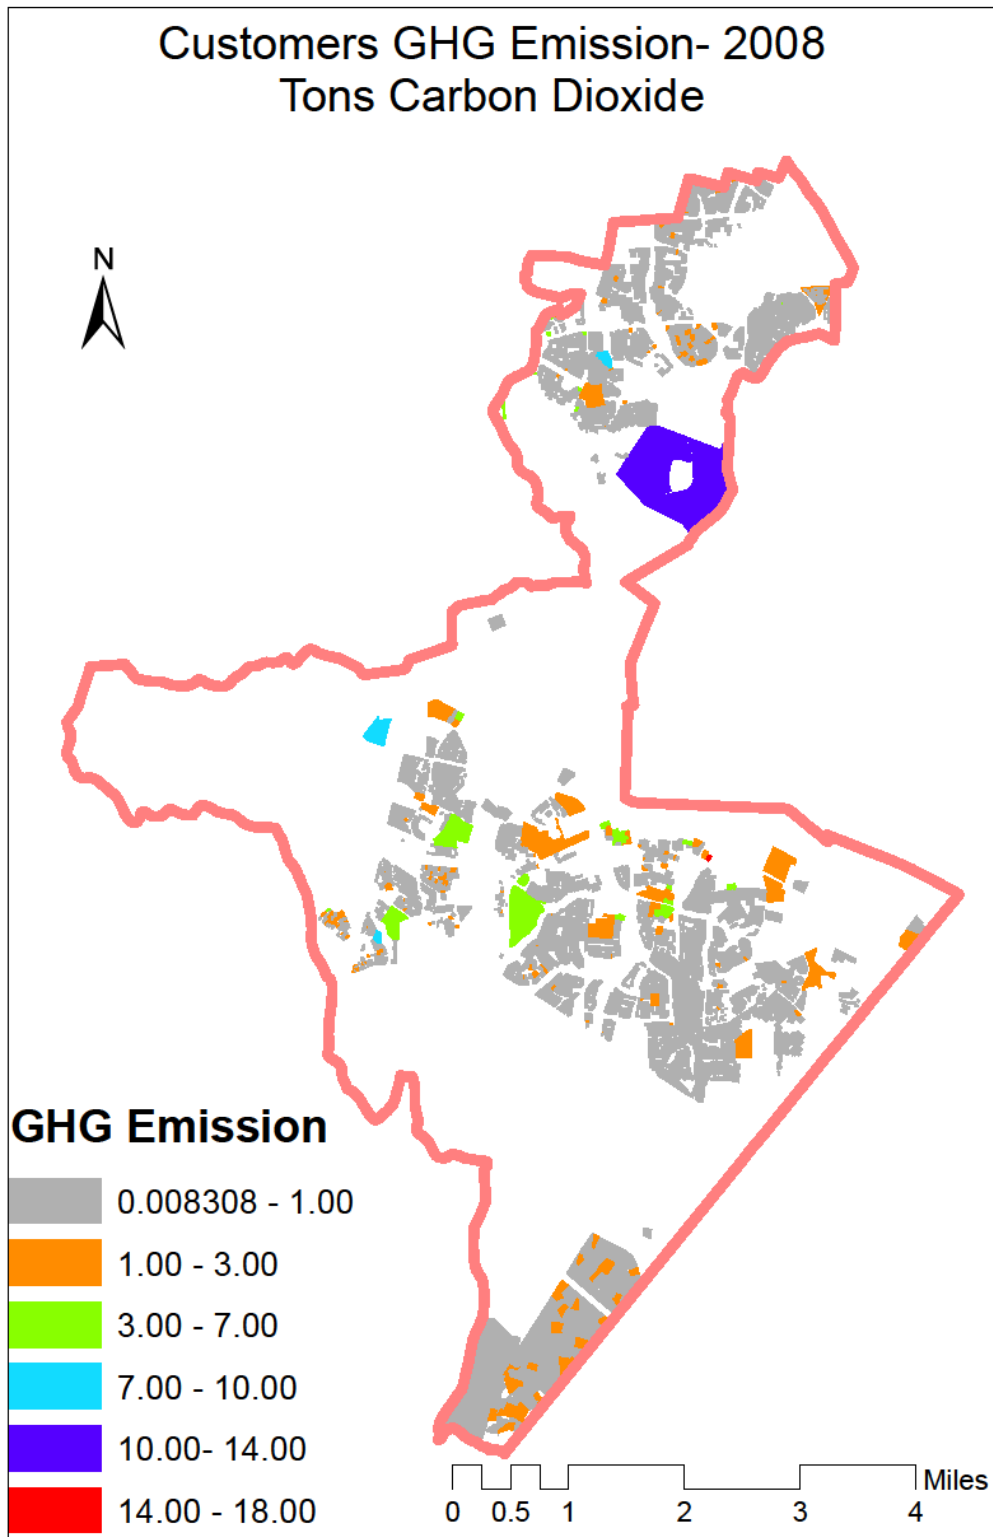 Customers GHG Emission- 2008
Tons Carbon Dioxide
N
GHG Emission
0.008308 - 1.00
1.00 - 3.00
3.00 - 7.00
7.00 - 10.00
10.00- 14.00
14.00 - 18.00
Miles
0 0.5 1 2 3 4